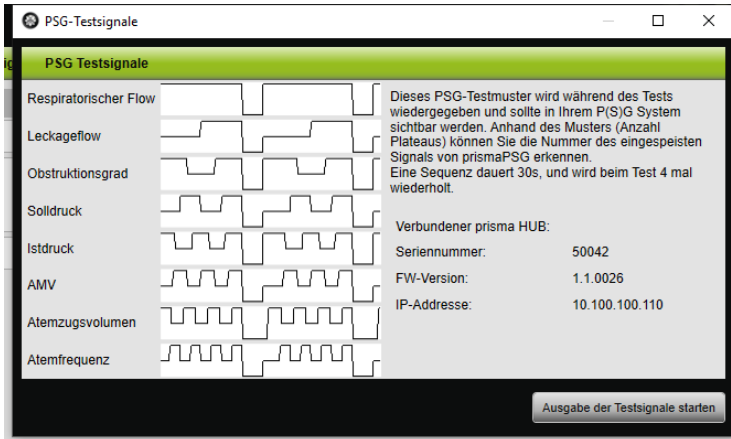 PSG-Testsignale
PSG Testsignale
Respiratorischer Flow
Leckageflow
Obstruktionsgrad
Solldruck
Istdruck
AMV
Atemzugsvolumen
Atemfrequenz
Dieses PSG-Testmuster wird während des Tests
wiedergegeben und sollte in Ihrem P(S)G System
sichtbar werden. Anhand des Musters (Anzahl
Plateaus) können Sie die Nummer des eingespeisten
Signals von prismaPSG erkennen.
Eine Sequenz dauert 30s, und wird beim Test 4 mal
wiederholt.
Verbundener prisma HUB:
Seriennummer: 50042
FW-Version: 1.1.0026
IP-Addresse: 10.100.100.110
Ausgabe der Testsignale starten